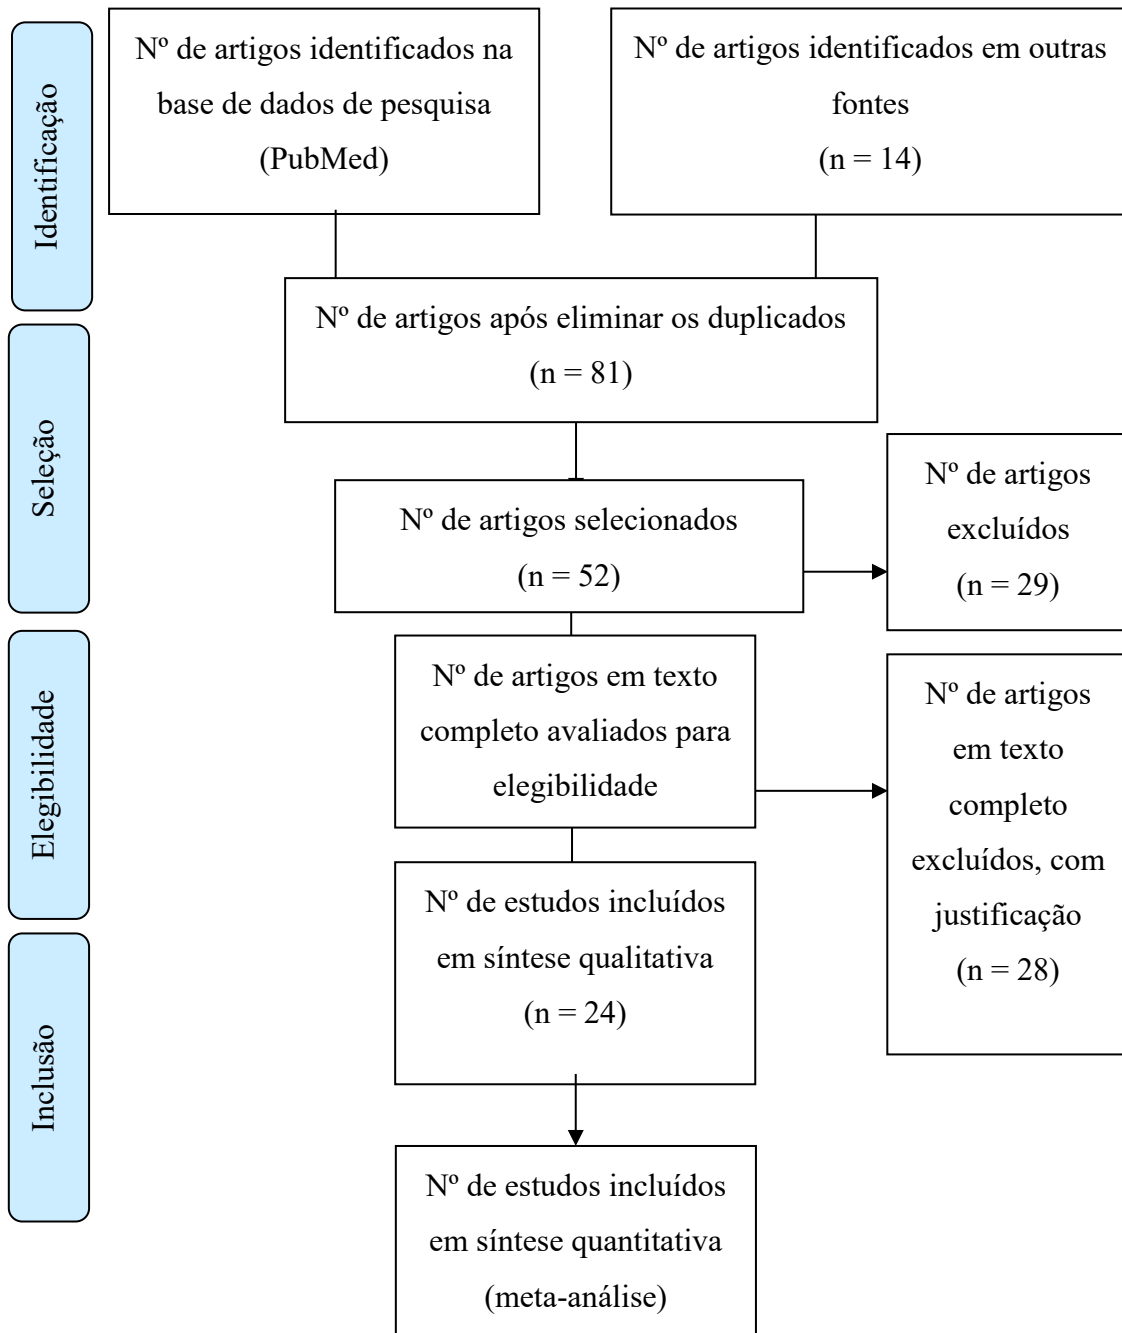 Identificação
Nº de artigos identificados na
base de dados de pesquisa
(PubMed)
Nº de artigos identificados em outras
fontes
(n = 14)
Nº de artigos após eliminar os duplicados
(n = 81)
Seleção
Nº de artigos selecionados
(n = 52)
Nº de artigos
excluídos
(n = 29)
Elegibilidade
Nº de artigos em texto
completo avaliados para
elegibilidade
Nº de artigos
em texto
completo
excluídos, com
justificação
(n = 28)
Inclusão
Nº de estudos incluídos
em síntese qualitativa
(n = 24)
Nº de estudos incluídos
em síntese quantitativa
(meta-análise)